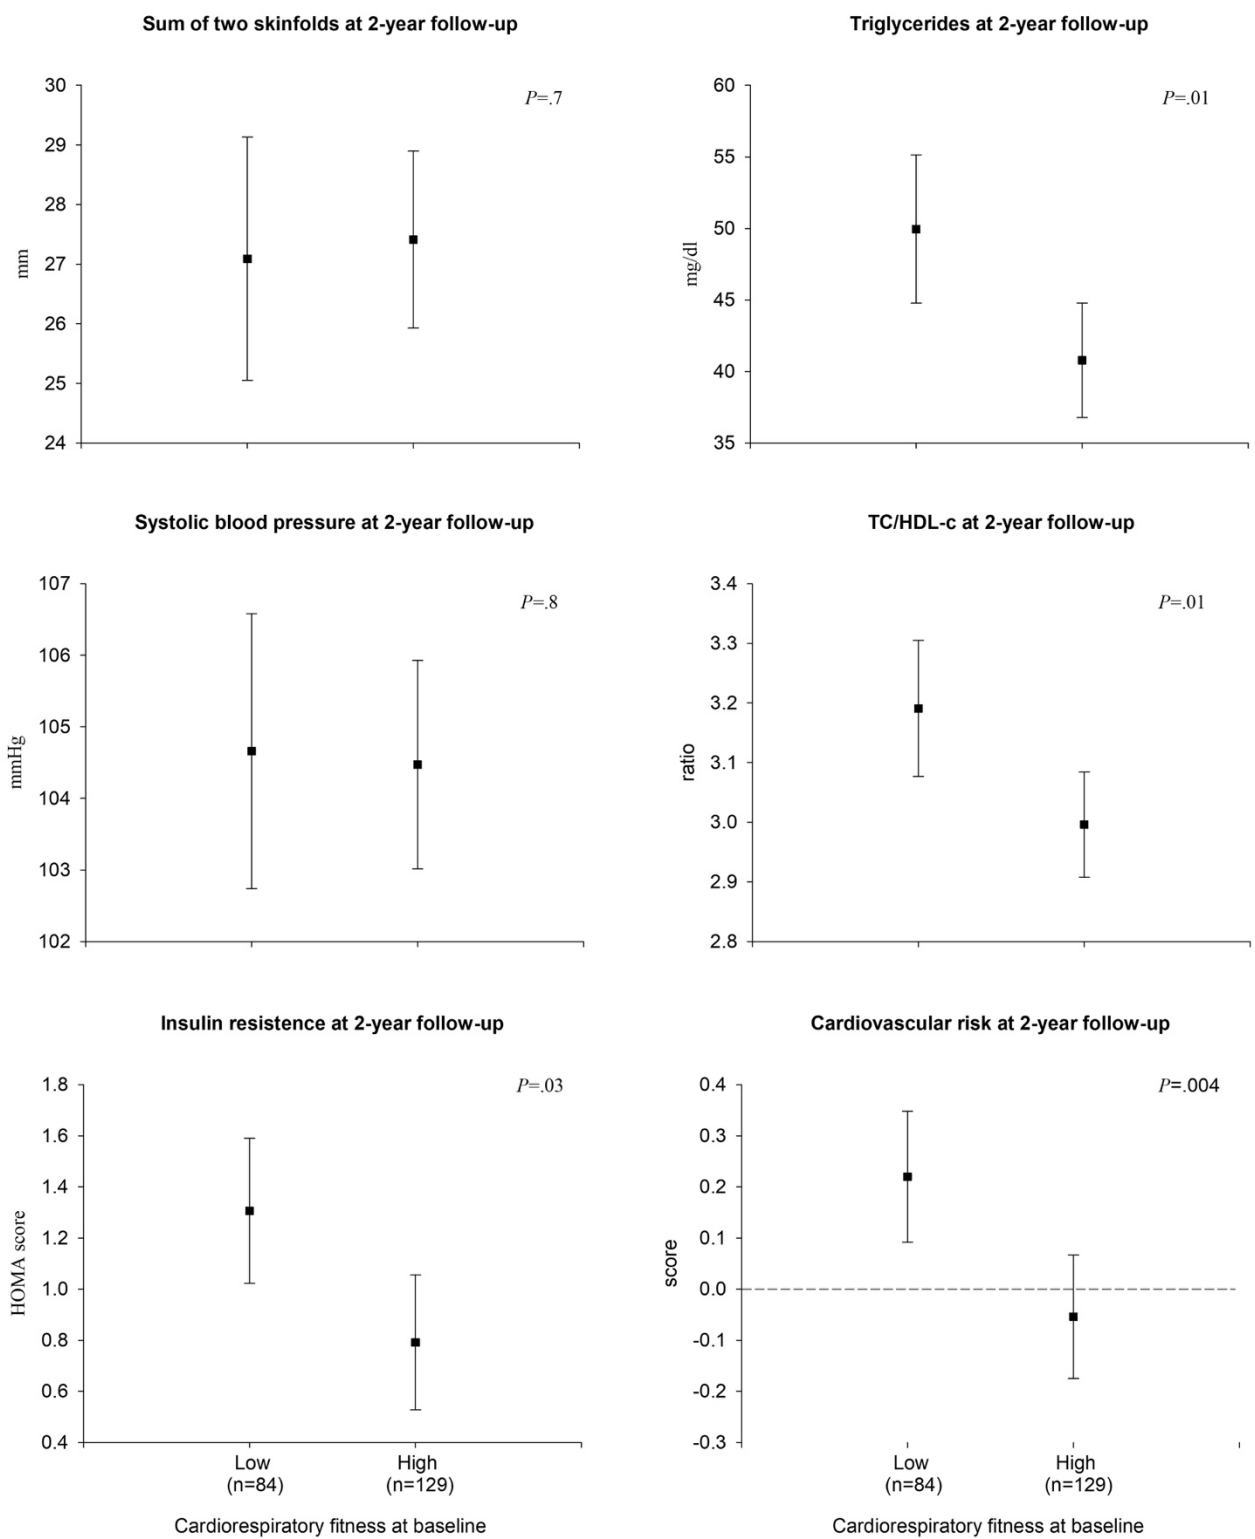 Sum of two skinfolds at 2-year follow-up
30
29
28
27
26
25
24
mm
P=.7
Triglycerides at 2-year follow-up
60
55
50
45
40
35
mg/dl
P=.01
Systolic blood pressure at 2-year follow-up
107
106
105
104
103
102
mmHg
P=.8
TC/HDL-c at 2-year follow-up
3.4
3.3
3.2
3.1
3.0
2.9
2.8
ratio
P=.01
Insulin resistence at 2-year follow-up
1.8
1.6
1.4
1.2
1.0
0.8
0.6
0.4
HOMA score
P=.03
Low
(n=84)
High
(n=129)
Cardiorespiratory fitness at baseline
Cardiovascular risk at 2-year follow-up
0.4
0.3
0.2
0.1
0.0
-0.1
-0.2
-0.3
score
P=.004
Low
(n=84)
High
(n=129)
Cardiorespiratory fitness at baseline